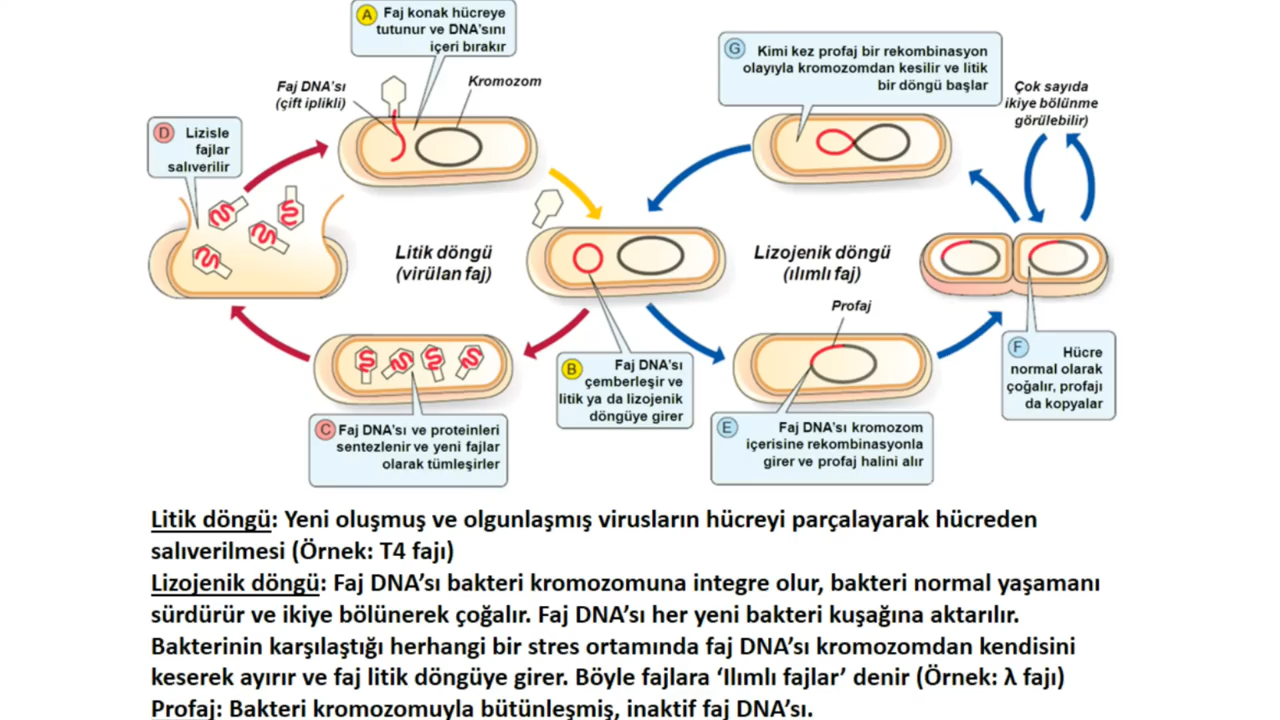 A
Faj konak hücreye
tutunur ve DNA'sını
içeri bırakır
Faj DNA'sı
(çift iplikli)
Kromozom
D
Lizisle
fajlar
salıverilir
Litik döngü
(virülan faj)
C
Faj DNA'sı ve proteinleri
sentezlenir ve yeni fajlar
olarak tümleşirler
B
Faj DNA'sı
çemberleşir ve
litik ya da lizojenik
döngüye girer
G
Kimi kez profaj bir rekombinasyon
olayıyla kromozomdan kesilir ve litik
bir döngü başlar
Çok sayıda
ikiye bölünme
görülebilir)
Lizojenik döngü
(ılımlı faj)
Profaj
E
Faj DNA'sı kromozom
içerisine rekombinasyonla
girer ve profaj halini alır
F
Hücre
normal olarak
çoğalır, profajı
da kopyalar
Litik döngü: Yeni oluşmuş ve olgunlaşmış virusların hücreyi parçalayarak hücreden
salıverilmesi (Örnek: T4 fajı)
Lizojenik döngü: Faj DNA'sı bakteri kromozomuna integre olur, bakteri normal yaşamanı
sürdürür ve ikiye bölünerek çoğalır. Faj DNA'sı her yeni bakteri kuşağına aktarılır.
Bakterinin karşılaştığı herhangi bir stres ortamında faj DNA'sı kromozomdan kendisini
keserek ayırır ve faj litik döngüye girer. Böyle fajlara 'Ilımlı fajlar' denir (Örnek: λ fajı)
Profaj: Bakteri kromozomuyla bütünleşmiş, inaktif faj DNA'sı.